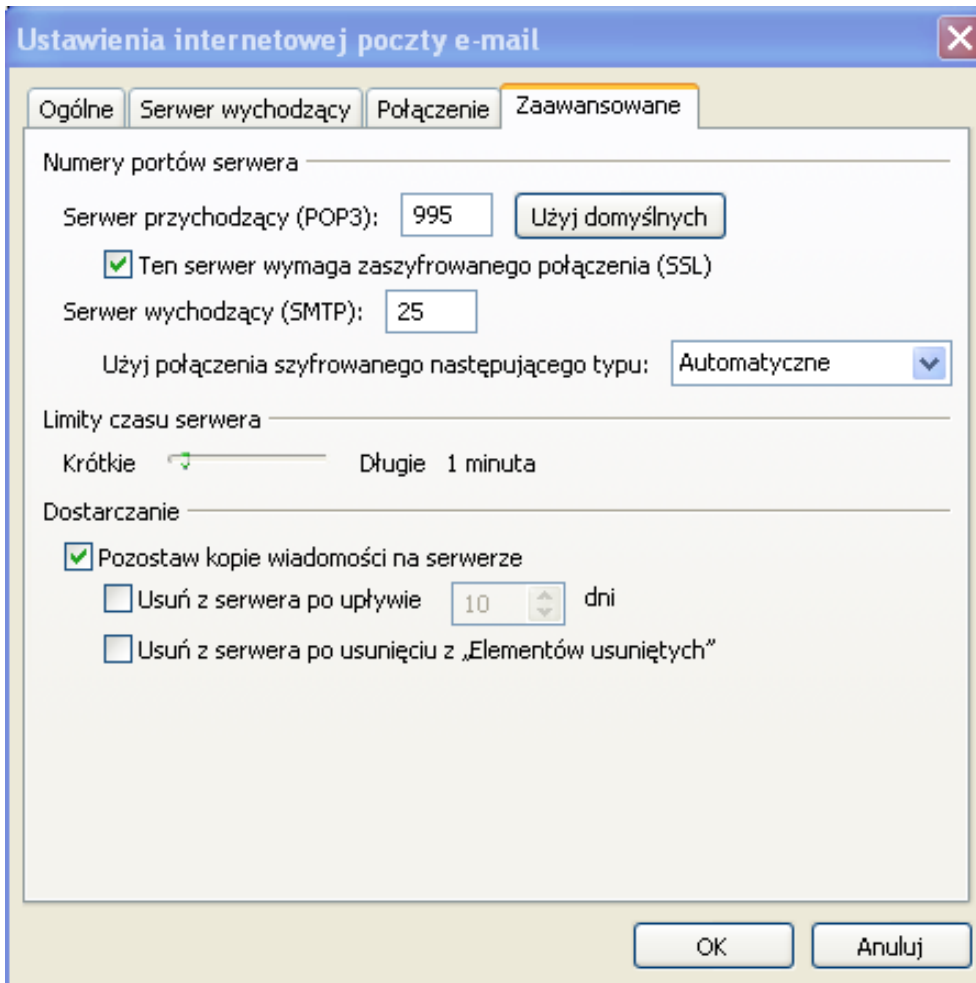 Ustawienia internetowej poczty e-mail
Ogólne Serwer wychodzący Połączenie Zaawansowane
Numery portów serwera
Serwer przychodzący (POP3): 995 Użyj domyślnych
Ten serwer wymaga zaszyfrowanego połączenia (SSL)
Serwer wychodzący (SMTP): 25
Użyj połączenia szyfrowanego następującego typu: Automatyczne
Limity czasu serwera
Krótkie Długie 1 minuta
Dostarczanie
Pozostaw kopie wiadomości na serwerze
Usuń z serwera po upływie 10 dni
Usuń z serwera po usunięciu z „Elementów usuniętych”
OK Anuluj